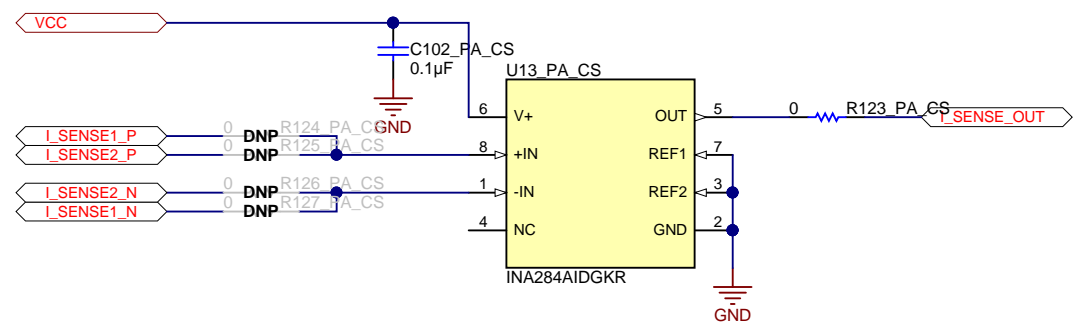 VCC
C102_PA_CS
0.1µF
GND
U13_PA_CS
6 V+
OUT 5
0 R123_PA_CS
I_SENSE_OUT
I_SENSE1_P
0 DNP R124_PA_CS
I_SENSE2_P
0 DNP R125_PA_CS
8 +IN
REF1 7
I_SENSE2_N
0 DNP R126_PA_CS
1 -IN
REF2 3
I_SENSE1_N
0 DNP R127_PA_CS
4 NC
GND 2
INA284AIDGKR
GND